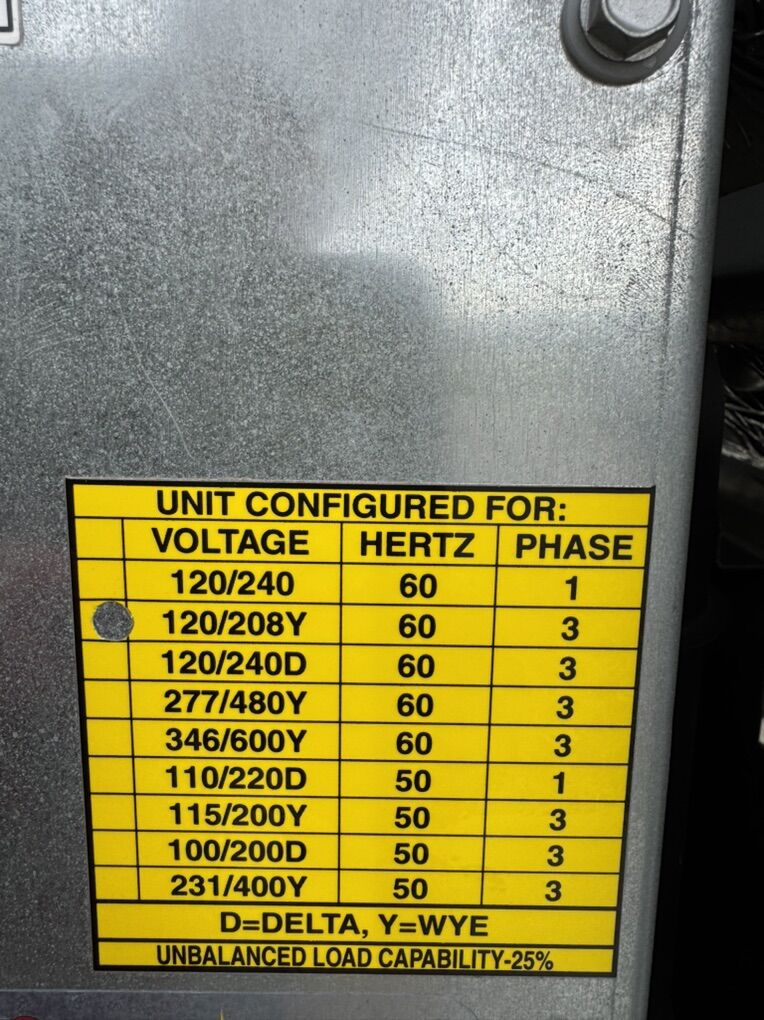 UNIT CONFIGURED FOR:
VOLTAGE HERTZ PHASE
120/240 60 1
120/208Y 60 3
120/240D 60 3
277/480Y 60 3
346/600Y 60 3
110/220D 50 1
115/200Y 50 3
100/200D 50 3
231/400Y 50 3
D=DELTA, Y=WYE
UNBALANCED LOAD CAPABILITY-25%